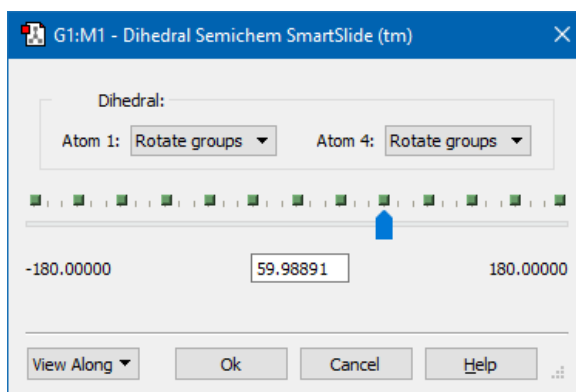 G1:M1 - Dihedral Semichem SmartSlide (tm)
Dihedral:
Atom 1: Rotate groups Atom 4: Rotate groups
-180.00000 59.98891 180.00000
View Along Ok Cancel Help